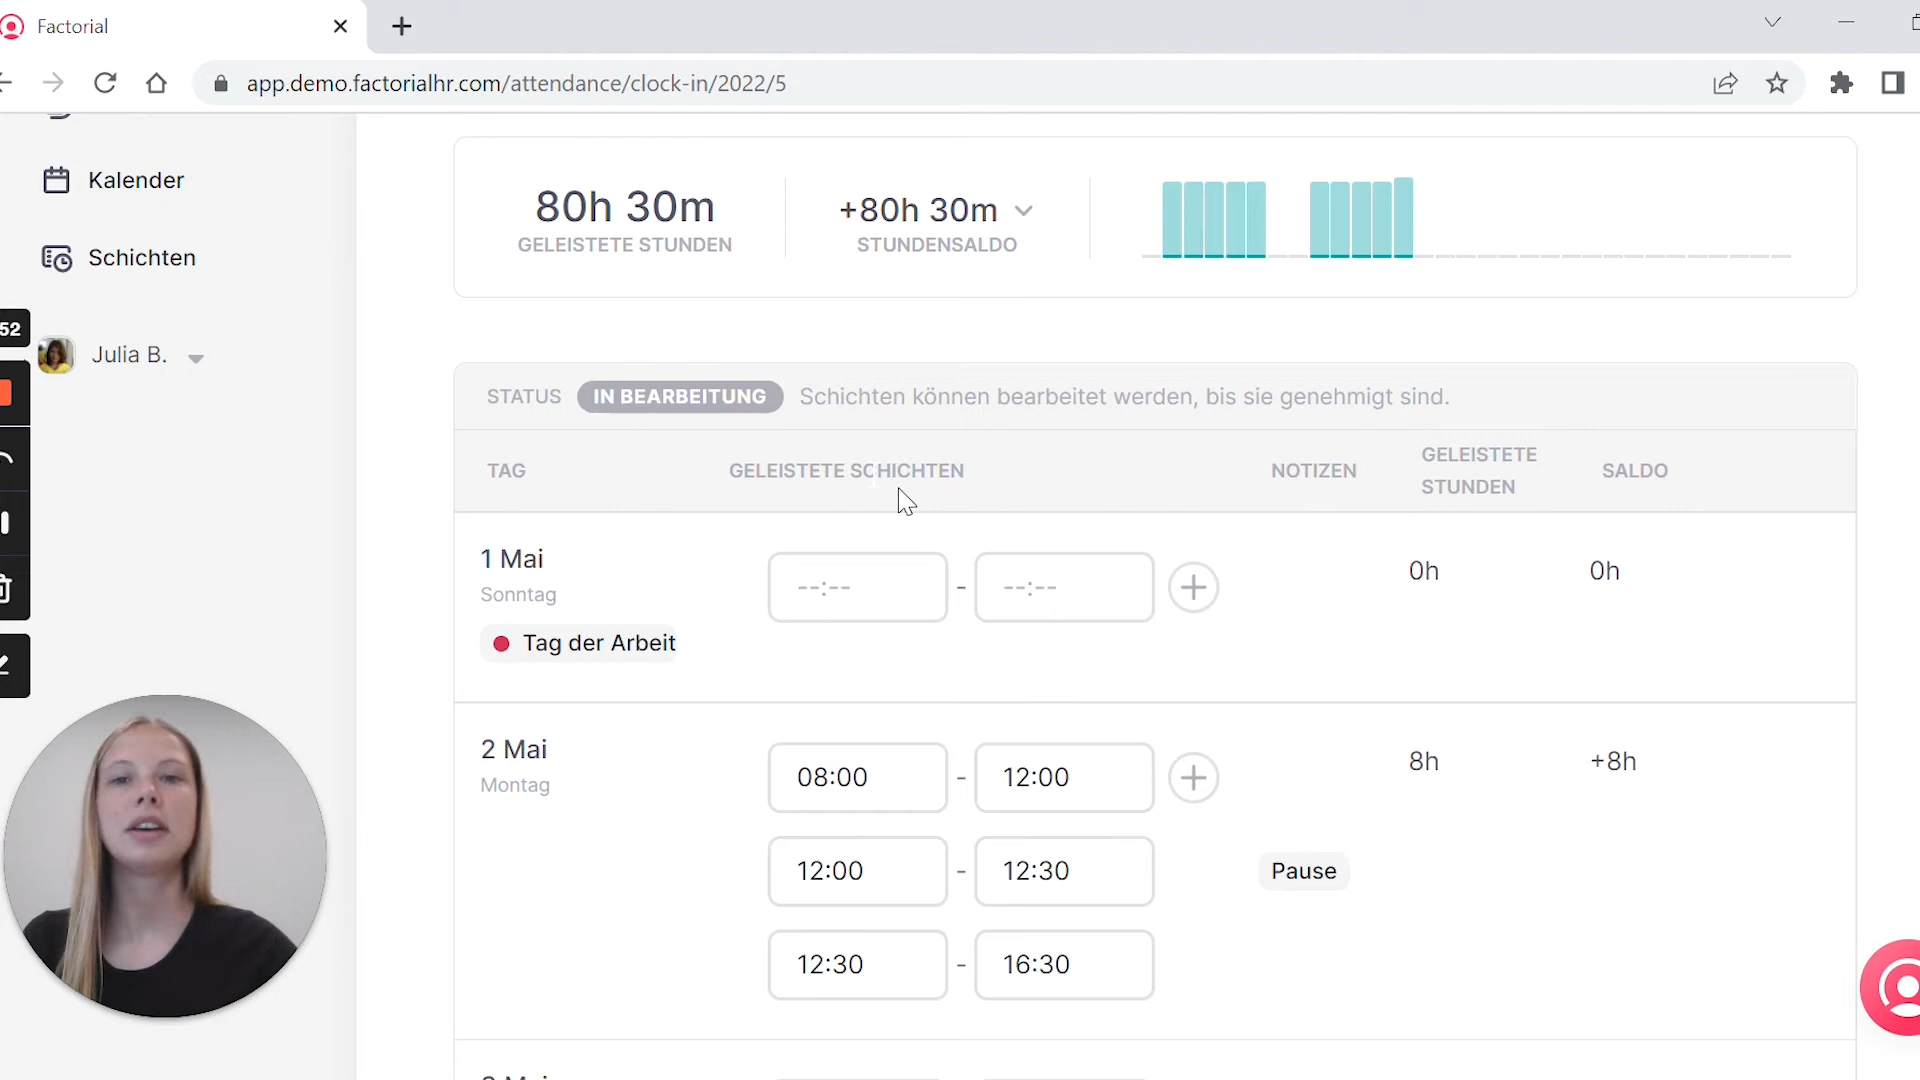 Factorial
app.demo.factorialhr.com/attendance/clock-in/2022/5
Kalender
Schichten
52
Julia B.
80h 30m
GELEISTETE STUNDEN
+80h 30m
STUNDENSALDO
STATUS IN BEARBEITUNG Schichten können bearbeitet werden, bis sie genehmigt sind.
TAG GELEISTETE SCHICHTEN NOTIZEN GELEISTETE STUNDEN SALDO
1 Mai
Sonntag
Tag der Arbeit
--:-- - --:--
0h 0h
2 Mai
Montag
08:00 - 12:00
8h +8h
12:00 - 12:30 Pause
12:30 - 16:30